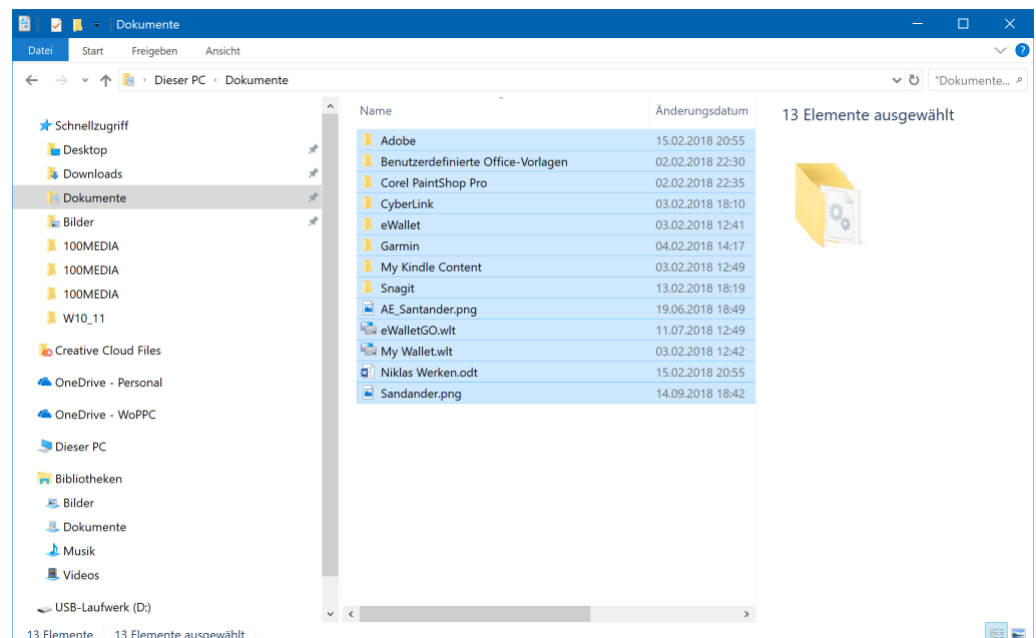 Dokumente
Datei Start Freigeben Ansicht
Dieser PC › Dokumente
"Dokumente...
Schnellzugriff
Desktop
Downloads
Dokumente
Bilder
100MEDIA
100MEDIA
100MEDIA
W10_11
Creative Cloud Files
OneDrive - Personal
OneDrive - WoPPC
Dieser PC
Bibliotheken
Bilder
Dokumente
Musik
Videos
USB-Laufwerk (D:)
Name Änderungsdatum
Adobe 15.02.2018 20:55
Benutzerdefinierte Office-Vorlagen 02.02.2018 22:30
Corel PaintShop Pro 02.02.2018 22:35
CyberLink 03.02.2018 18:10
eWallet 03.02.2018 12:41
Garmin 04.02.2018 14:17
My Kindle Content 03.02.2018 12:49
Snagit 13.02.2018 18:19
AE_Santander.png 19.06.2018 18:49
eWalletGO.wlt 11.07.2018 12:49
My Wallet.wlt 03.02.2018 12:42
Niklas Werken.odt 15.02.2018 20:55
Sandander.png 14.09.2018 18:42
13 Elemente ausgewählt
13 Elemente 13 Elemente ausgewählt